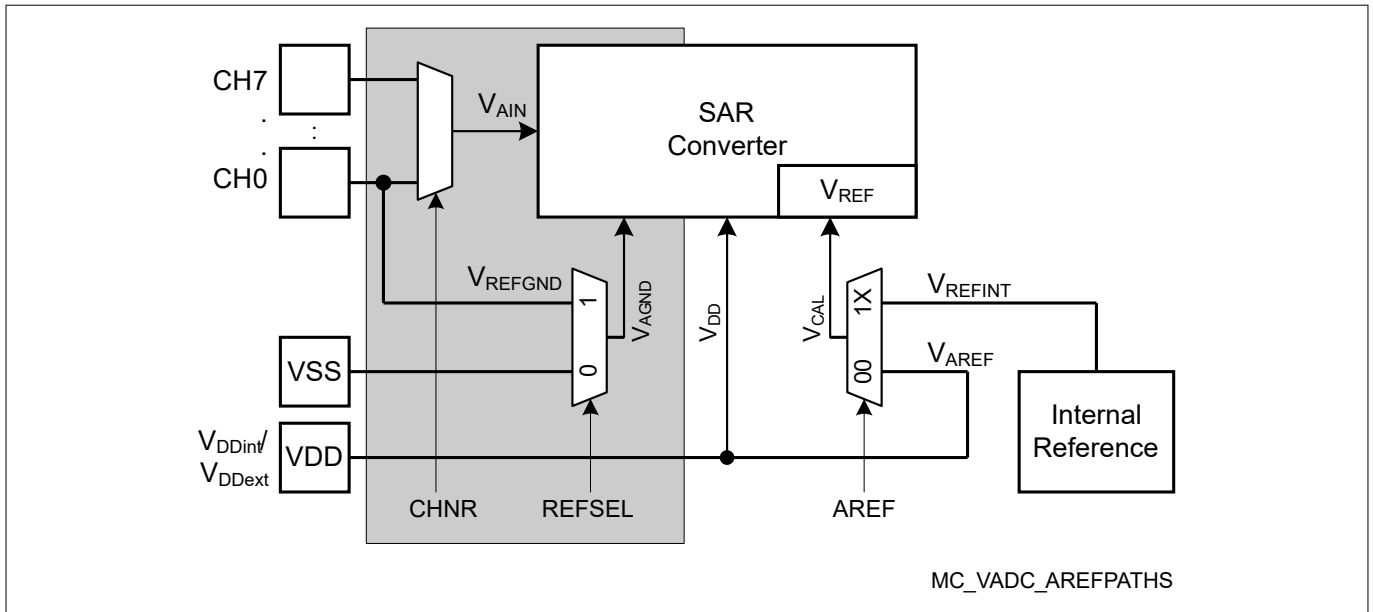 CH7
.
:
.
.
CH0
VAIN
SAR
Converter
VREF
VREFGND
1
0
VAGND
VDD
VCAL
1X
00
VREFINT
VAREF
VSS
VDDint/
VDDext
VDD
Internal
Reference
CHNR
REFSEL
AREF
MC_VADC_AREFPATHS